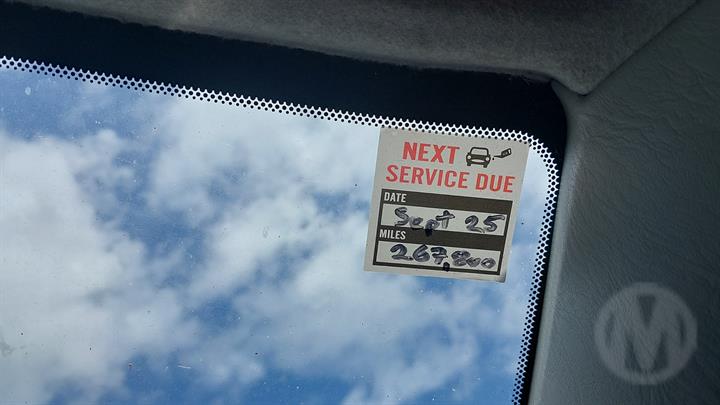 NEXT
SERVICE DUE
DATE
Sept 25
MILES
267,800
M